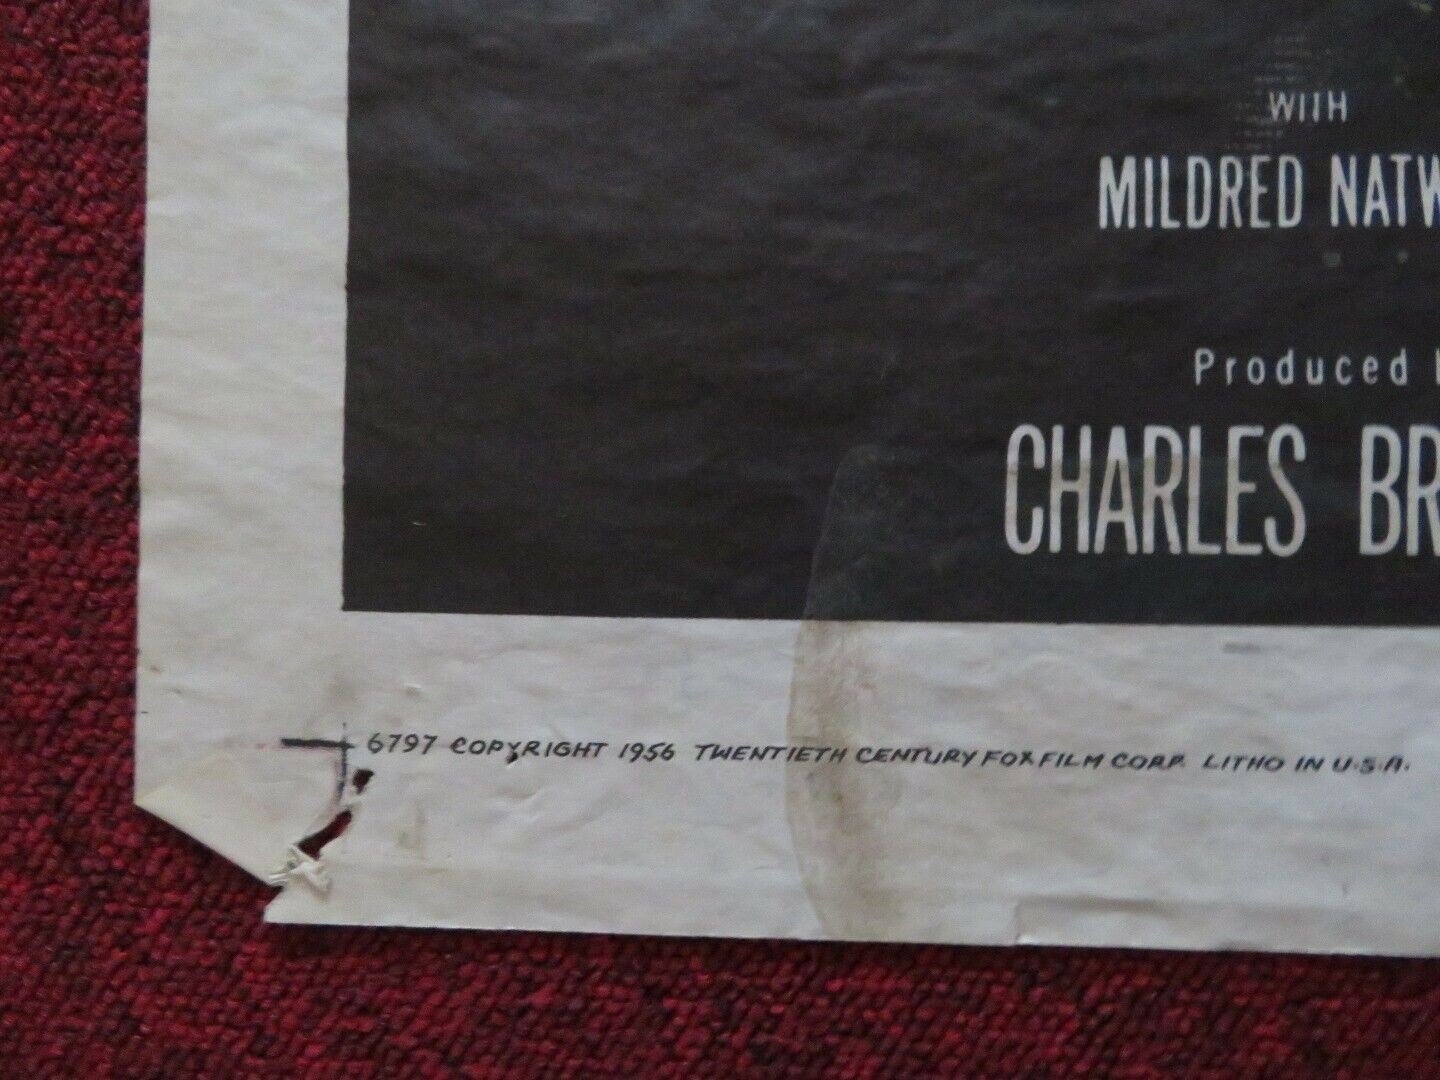 WITH
MILDRED NATW
Produced
CHARLES BR
6797 COPYRIGHT 1956 TWENTIETH CENTURY FOX FILM CORP. LITHO IN U.S.A.